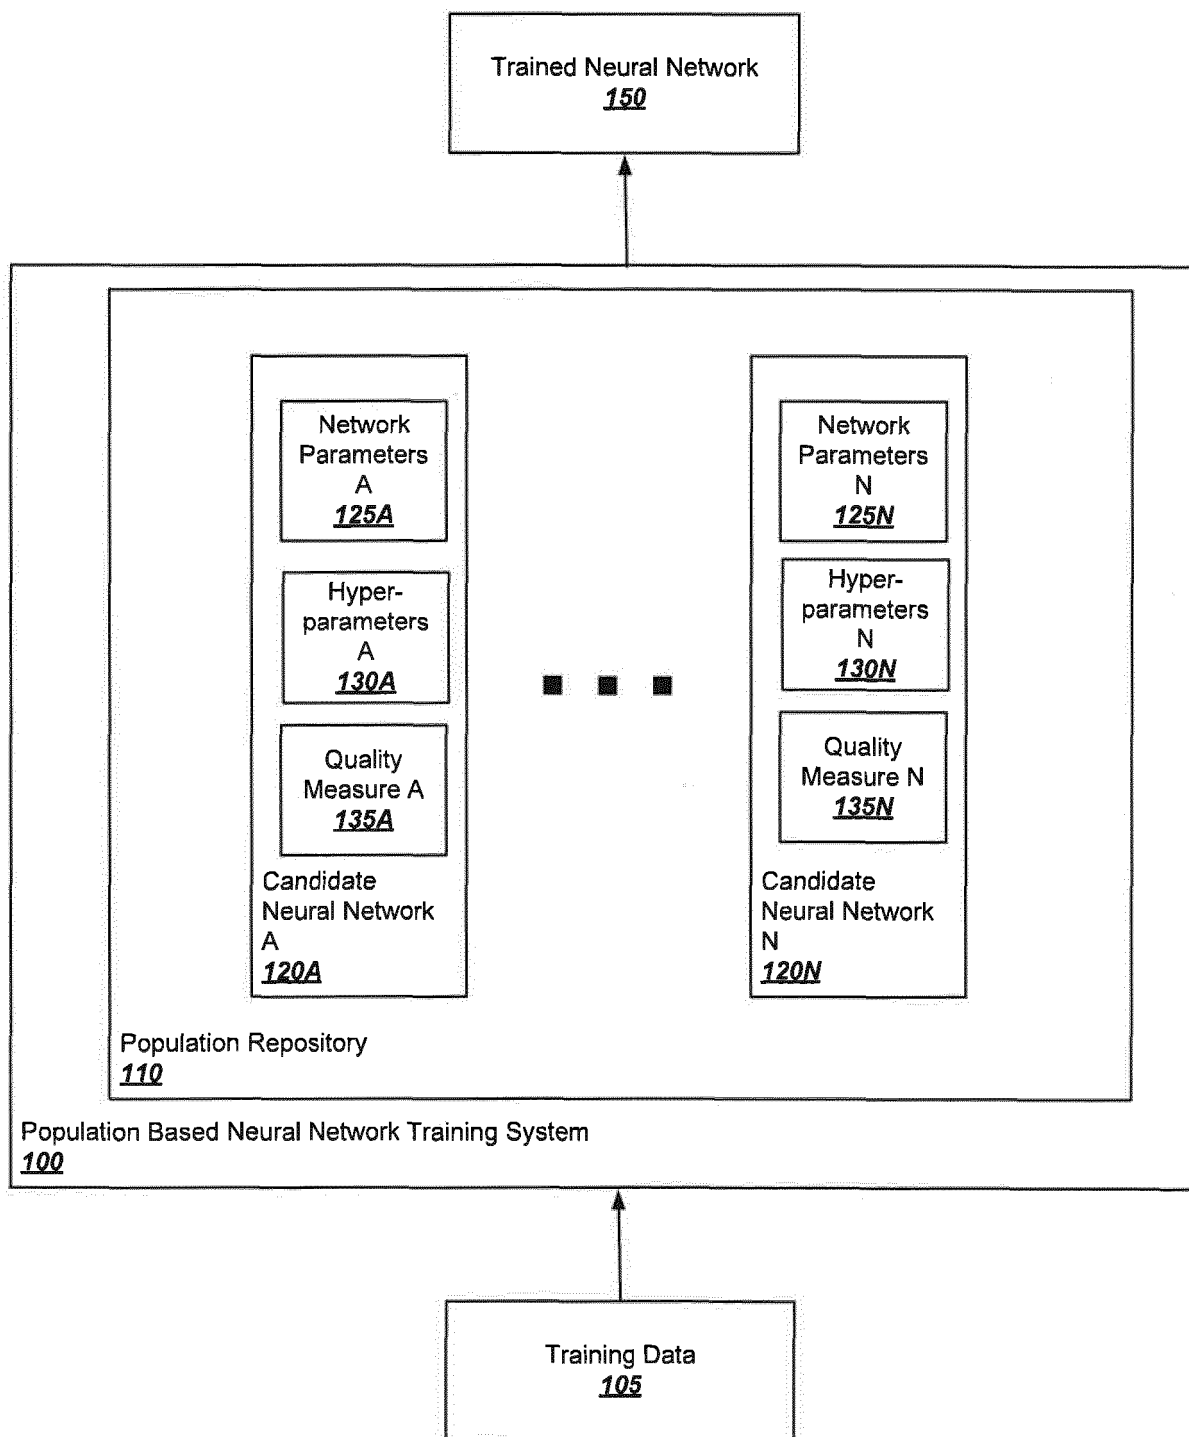 Trained Neural Network
150
Network
Parameters
A
125A
Hyper-
parameters
A
130A
Quality
Measure A
135A
Candidate
Neural Network
A
120A
Network
Parameters
N
125N
Hyper-
parameters
N
130N
Quality
Measure N
135N
Candidate
Neural Network
N
120N
Population Repository
110
Population Based Neural Network Training System
100
Training Data
105